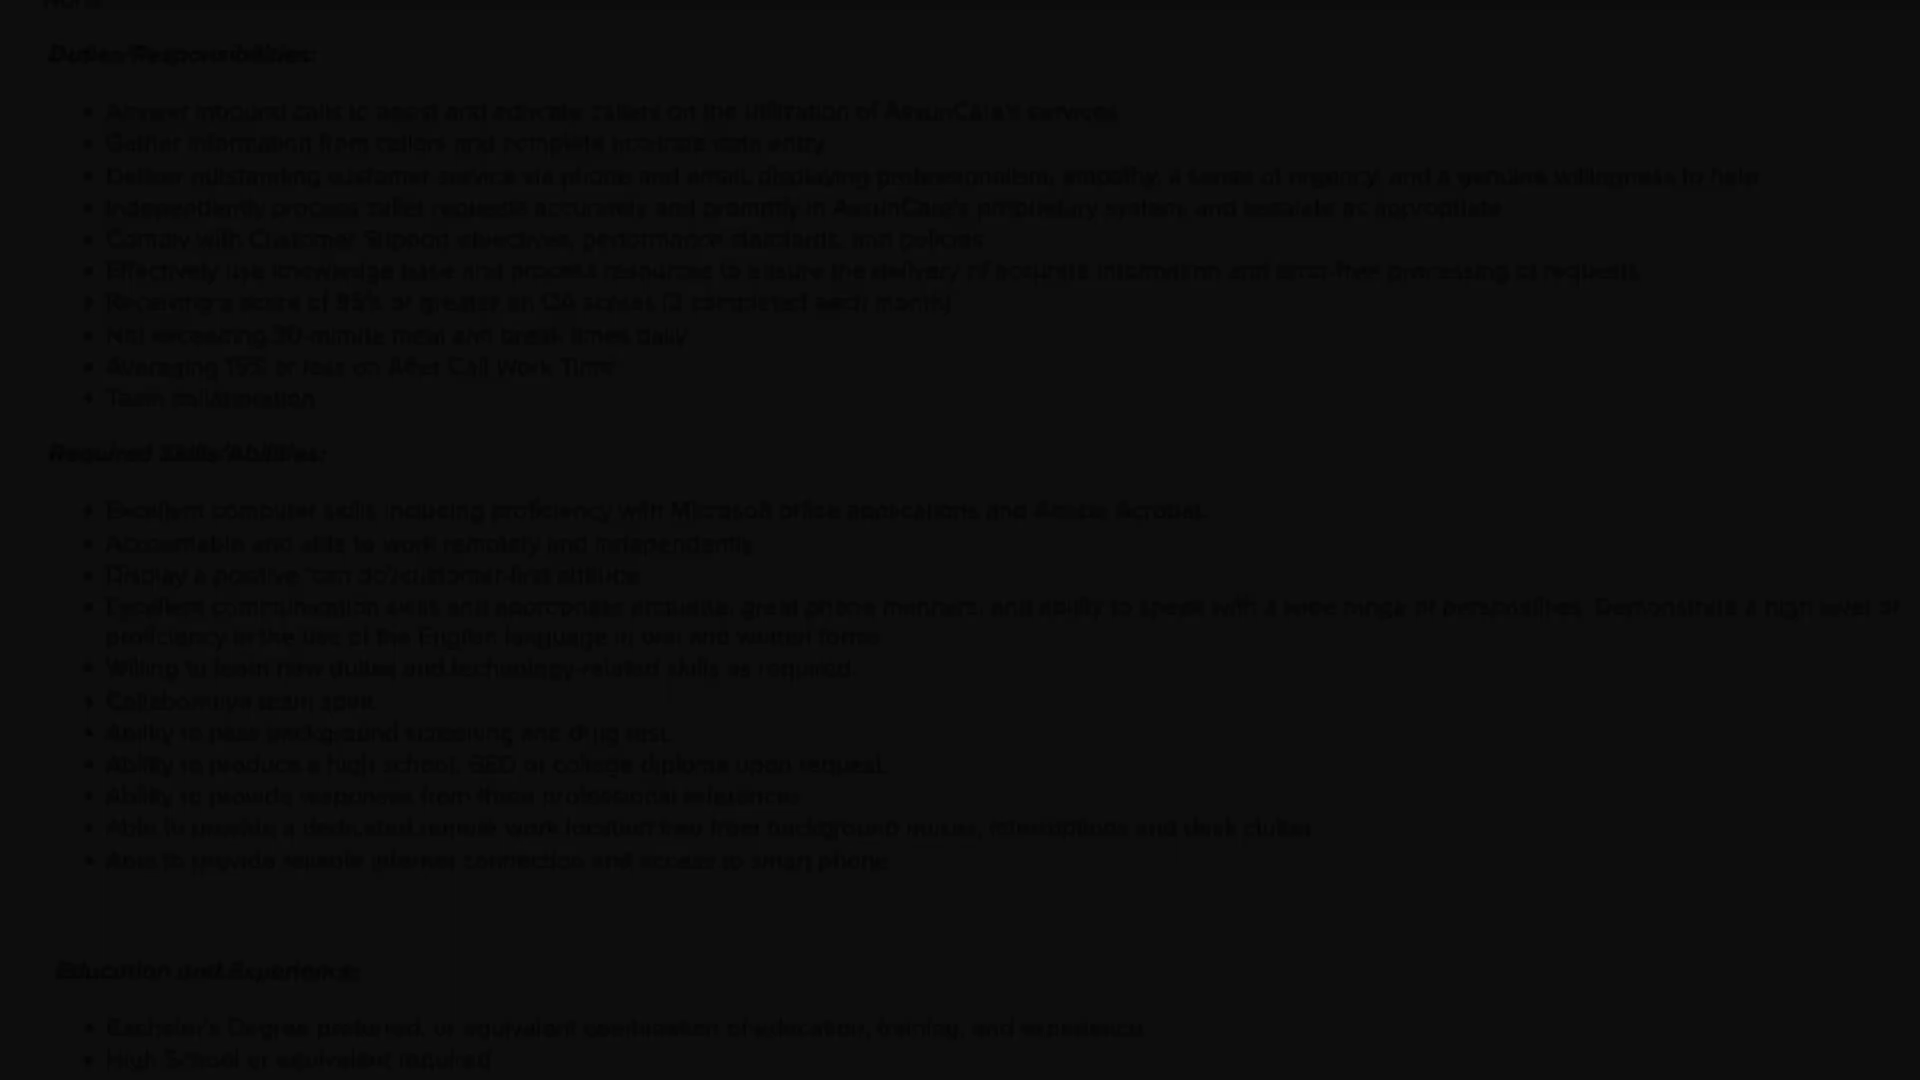 Duties/Responsibilities:
Answer inbound calls to assist and educate callers on the utilization of services
Gather information from callers and complete accurate data entry
Deliver outstanding customer service via phone and email, displaying professionalism, empathy, a sense of urgency, and a genuine willingness to help
Independently process caller requests accurately and promptly in proprietary systems and escalate as appropriate
Comply with Customer Support objectives, performance standards, and policies
Effectively use knowledge base and process resources to ensure the delivery of accurate information and error-free processing of requests
Receiving a score of 95% or greater on QA scores (2 completed each month)
Not exceeding 30-minute meal and break times daily
Averaging 15% or less on After Call Work Time
Team collaboration
Required Skills/Abilities:
Excellent computer skills including proficiency with Microsoft office applications and Adobe Acrobat.
Accountable and able to work remotely and independently
Display a positive "can do"/customer-first attitude
Excellent communication skills and appropriate etiquette, great phone manners, and ability to speak with a wide range of personalities. Demonstrate a high level of
proficiency in the use of the English language in oral and written forms
Willing to learn new duties and technology-related skills as required.
Collaborative team spirit
Ability to pass background screening and drug test.
Ability to produce a high school, GED or college diploma upon request.
Ability to provide responses from three professional references
Able to provide a dedicated remote work location free from background noises, interruptions and desk clutter
Able to provide reliable internet connection and access to smart phone
Education and Experience:
Bachelor's Degree preferred, or equivalent combination of education, training, and experience
High School or equivalent required